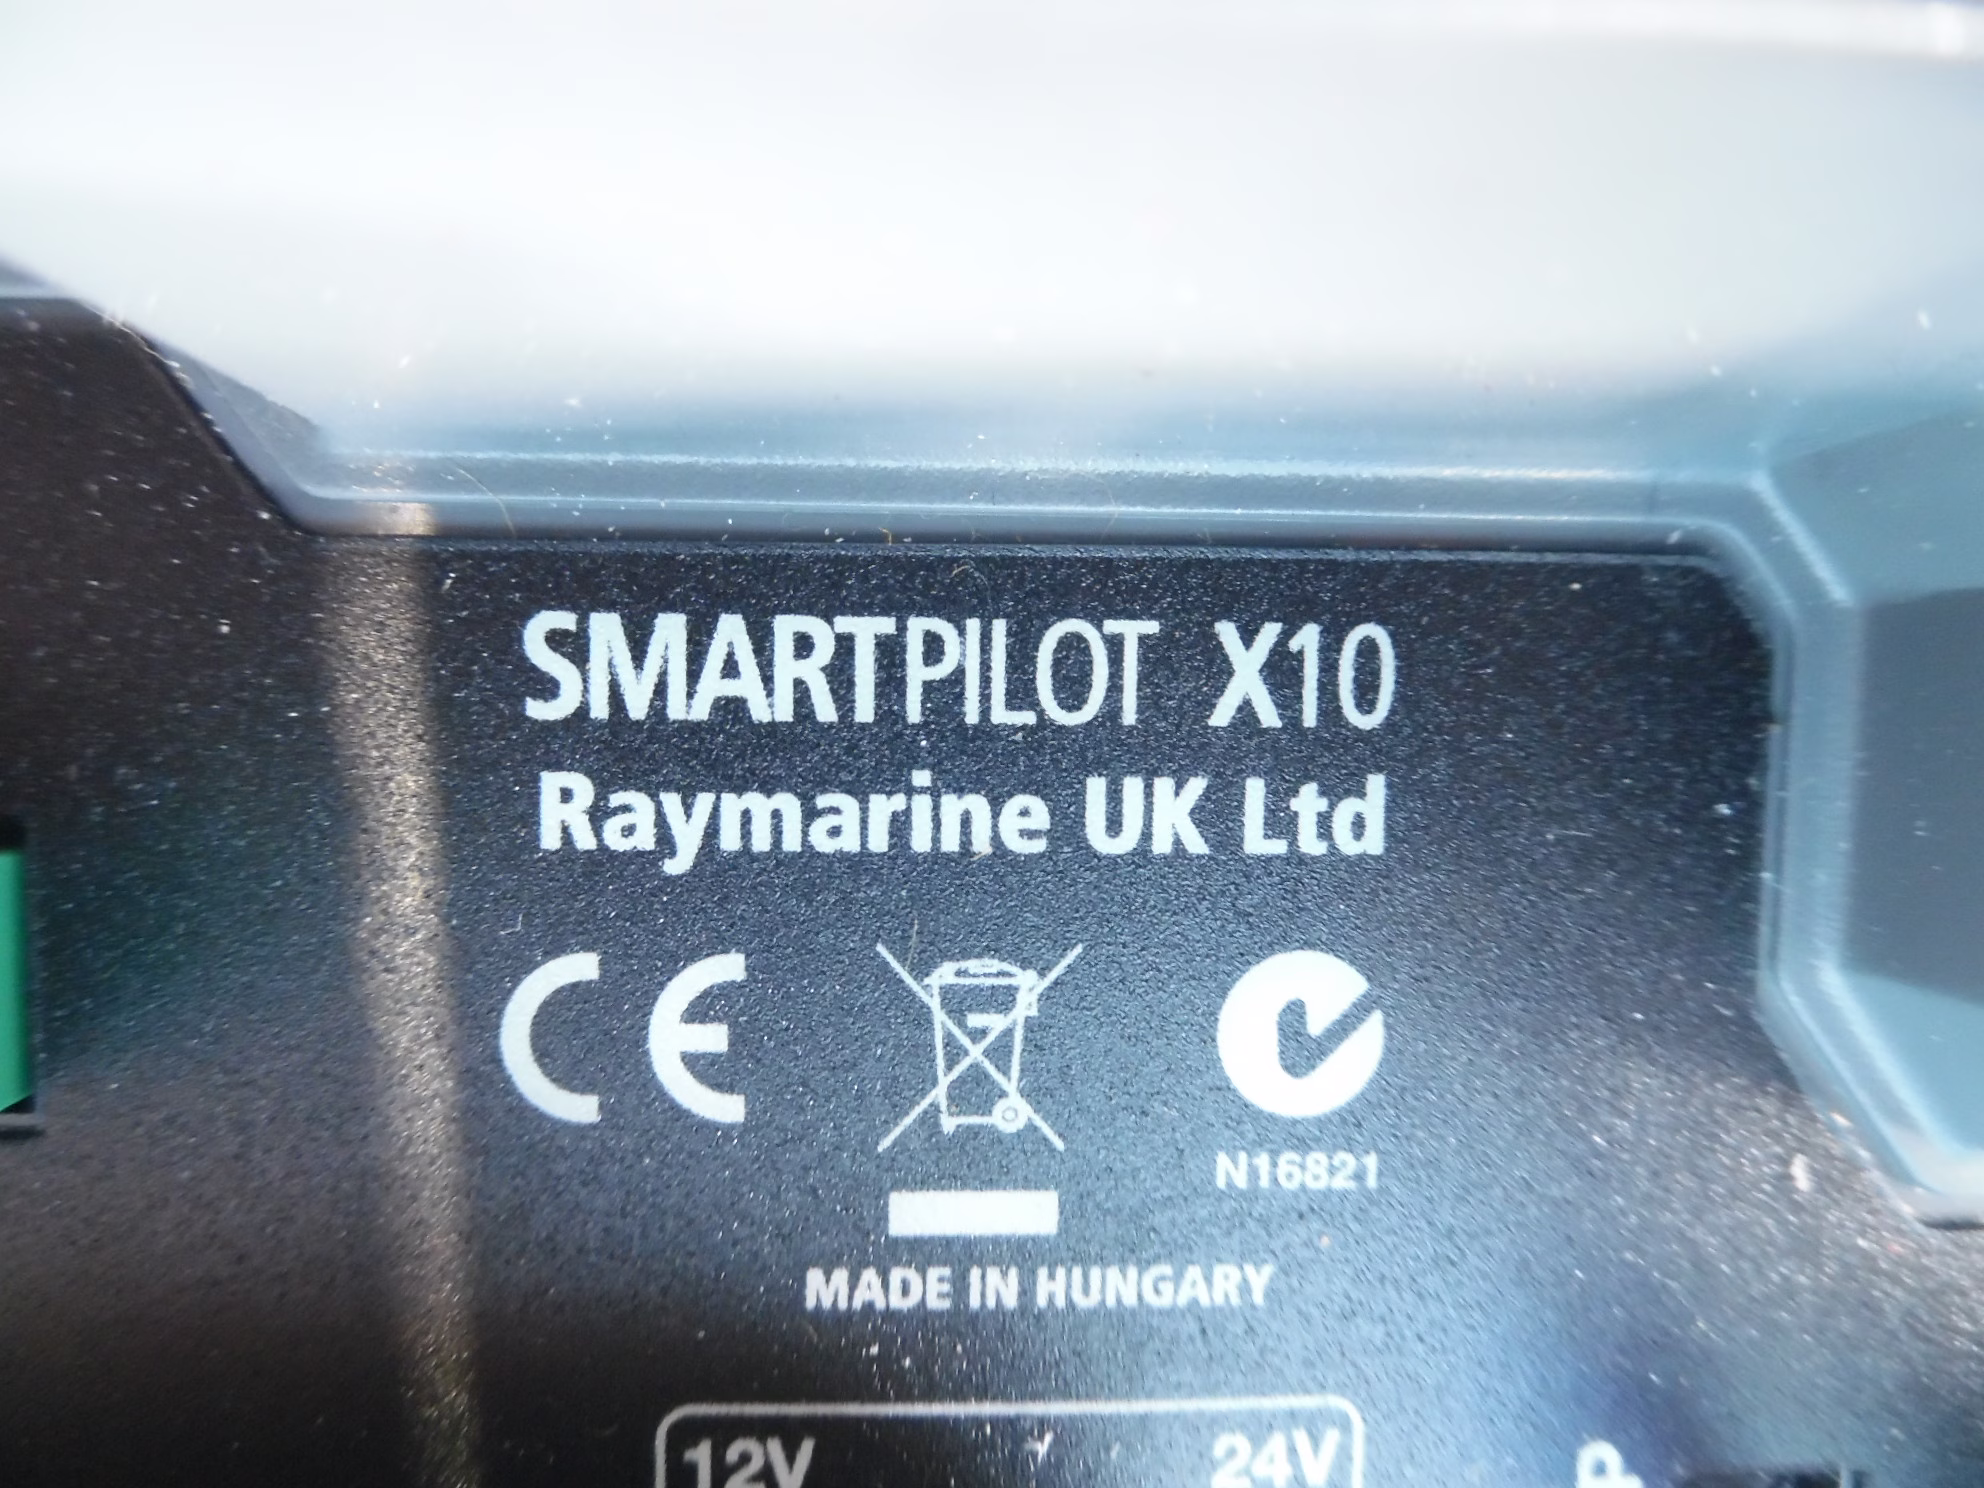 SMARTPILOT X10
Raymarine UK Ltd
CE
N16821
MADE IN HUNGARY
12V 24V
P